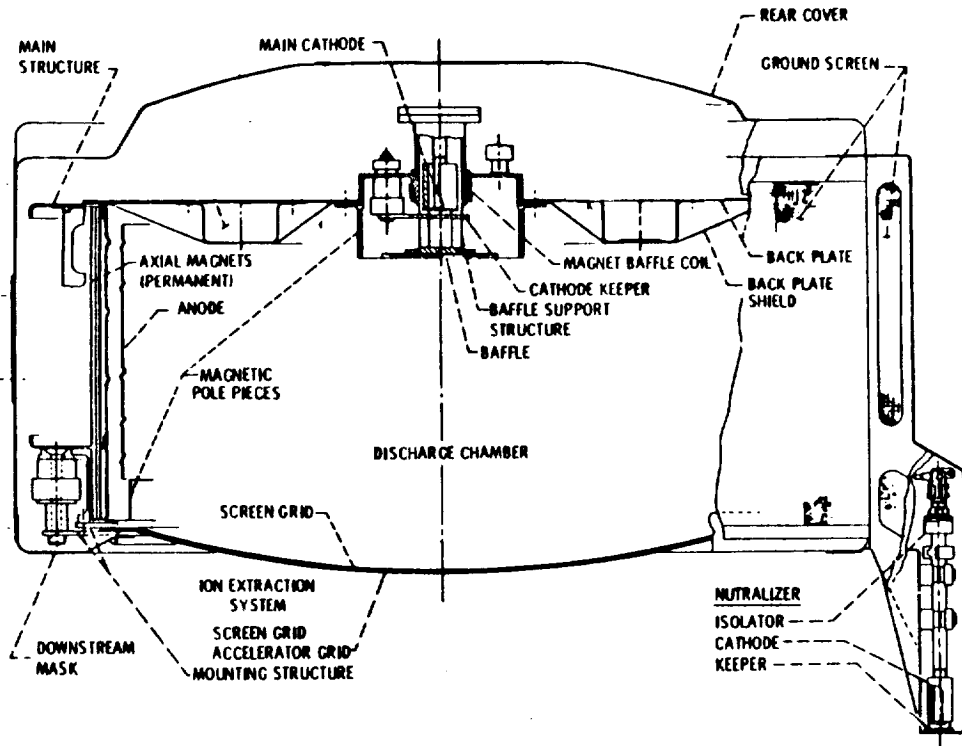 REAR COVER
MAIN CATHODE
MAIN
STRUCTURE
GROUND SCREEN
AXIAL MAGNETS
(PERMANENT)
ANODE
MAGNETIC
POLE PIECES
MAGNET BAFFLE COIL
CATHODE KEEPER
BAFFLE SUPPORT
STRUCTURE
BAFFLE
BACK PLATE
BACK PLATE
SHIELD
DISCHARGE CHAMBER
SCREEN GRID
ION EXTRACTION
SYSTEM
SCREEN GRID
ACCELERATOR GRID
MOUNTING STRUCTURE
DOWNSTREAM
MASK
NUTRALIZER
ISOLATOR
CATHODE
KEEPER